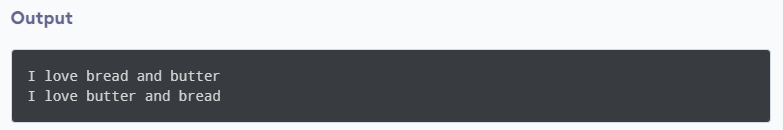 Output
I love bread and butter
I love butter and bread